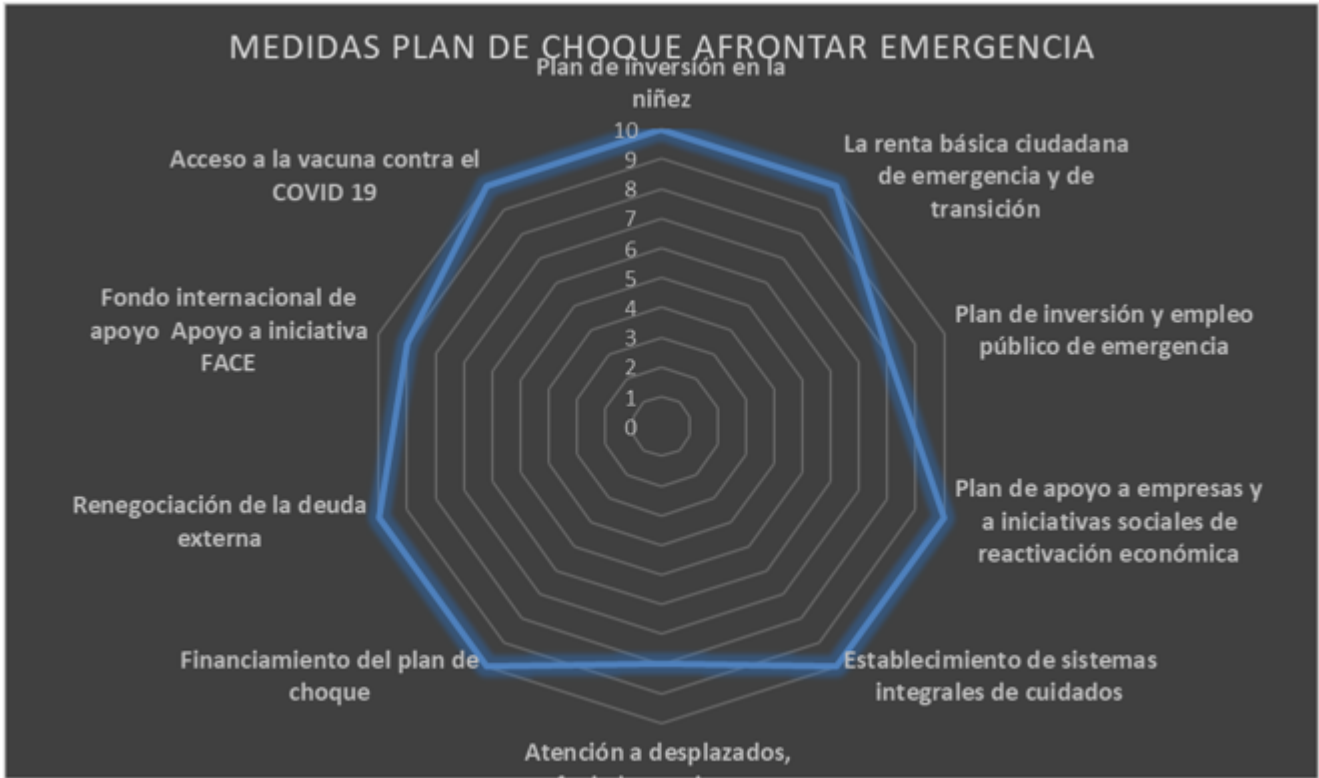 MEDIDAS PLAN DE CHOQUE AFRONTAR EMERGENCIA
Plan de inversión en la
niñez
La renta básica ciudadana
de emergencia y de
transición
Plan de inversión y empleo
público de emergencia
Plan de apoyo a empresas y
a iniciativas sociales de
reactivación económica
Establecimiento de sistemas
integrales de cuidados
Atención a desplazados,
Financiamiento del plan de
choque
Renegociación de la deuda
externa
Fondo internacional de
apoyo Apoyo a iniciativa
FACE
Acceso a la vacuna contra el
COVID 19
10
9
8
7
6
5
4
3
2
1
0